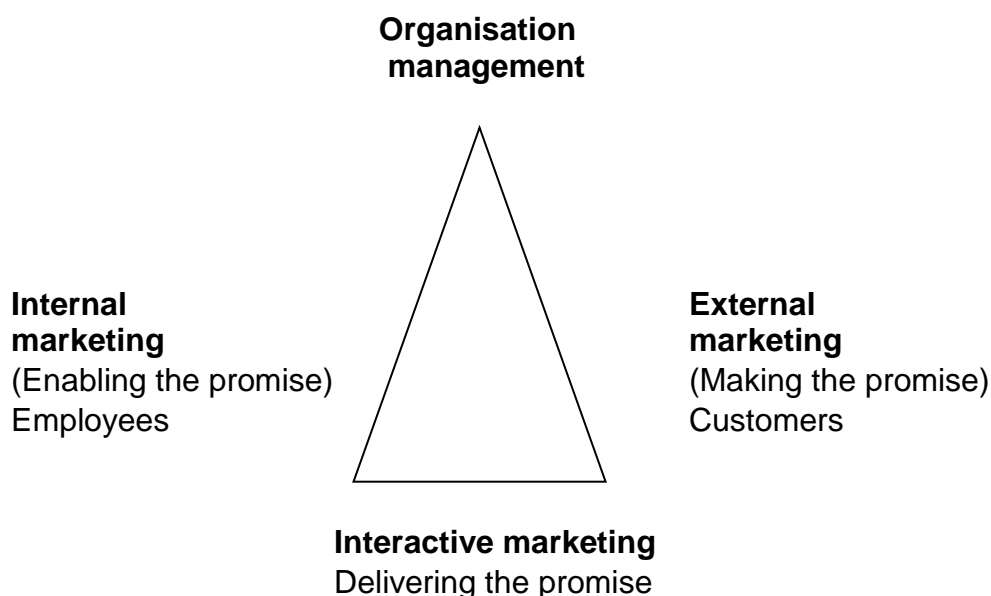 Organisation
management
Internal
marketing
(Enabling the promise)
Employees
External
marketing
(Making the promise)
Customers
Interactive marketing
Delivering the promise